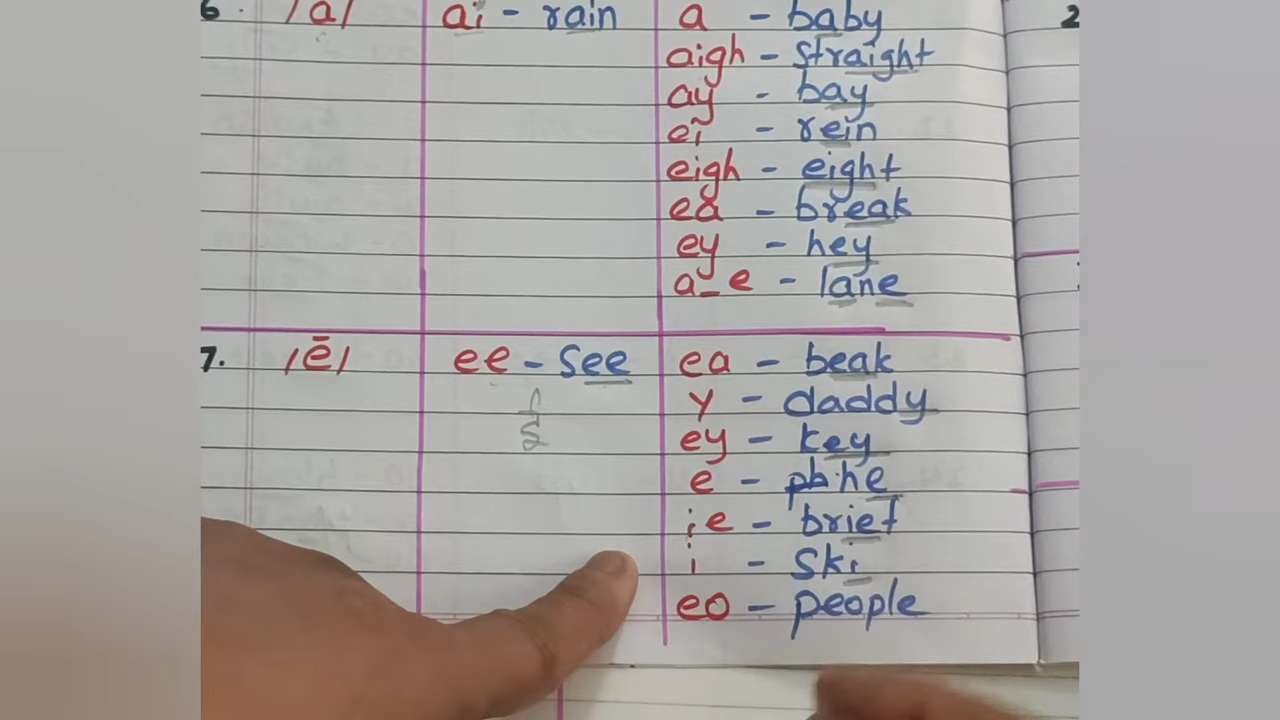 6. /a/ ai - rain a - baby
aigh - straight
ay - bay
ei - rein
eigh - eight
ea - break
ey - hey
a_e - lane
7. /ē/ ee - see ea - beak
y - daddy
ey - key
e -
ie - brief
i - Ski
eo - people
2